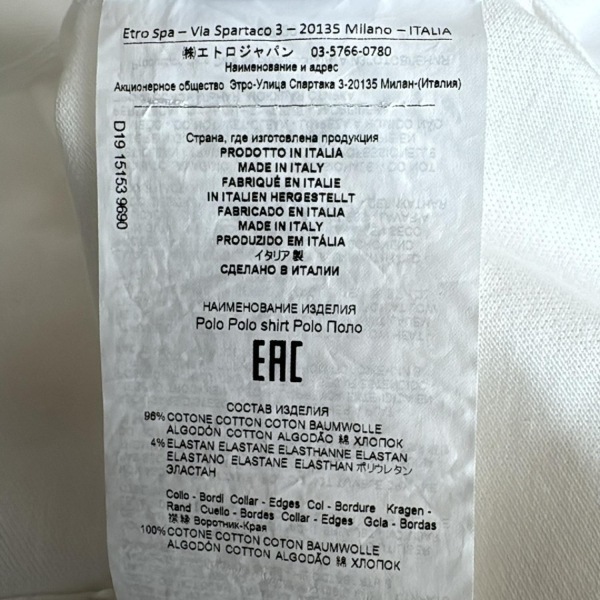 Etro Spa – Via Spartaco 3 – 20135 Milano – ITALIA
㈱エトロジャパン 03-5766-0780
Наименование и адрес
Акционерное общество Этро-Улица Спартака 3-20135 Милан-(Италия)
D19 15153 9690
Страна, где изготовлена продукция
PRODOTTO IN ITALIA
MADE IN ITALY
FABRIQUÉ EN ITALIE
IN ITALIEN HERGESTELLT
FABRICADO EN ITALIA
MADE IN ITALY
PRODUZIDO EM ITÁLIA
イタリア製
СДЕЛАНО В ИТАЛИИ
НАИМЕНОВАНИЕ ИЗДЕЛИЯ
Polo Polo shirt Polo Поло
EAC
СОСТАВ ИЗДЕЛИЯ
96% COTONE COTTON COTON BAUMWOLLE
ALGODÓN COTTON ALGODÃO 綿 ХЛОПОК
4% ELASTAN ELASTANE ELASTHANNE ELASTAN
ELASTANO ELASTANE ELASTHAN ポリウレタン
ЭЛАСТАН
Collo - Bordi Collar - Edges Col - Bordure Kragen -
Rand Cuello - Bordes Collar - Edges Gola - Bordas
襟縁 Воротник-Края
100% COTONE COTTON COTON BAUMWOLLE
ALGODÓN COTTON ALGODÃO 綿 ХЛОПОК